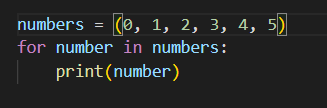 numbers = (0, 1, 2, 3, 4, 5)
for number in numbers:
    print(number)